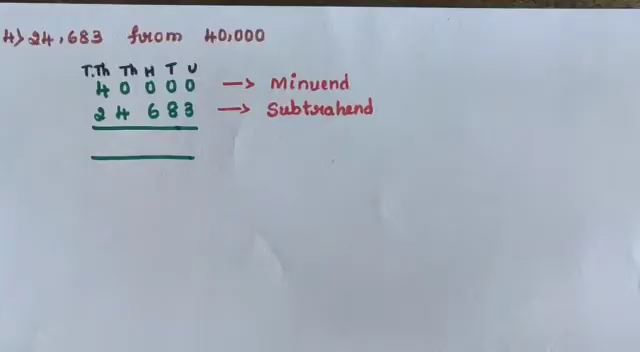 4) 24,683 from 40,000
T.Th Th H T U
4 0 0 0 0 → Minuend
2 4 6 8 3 → Subtrahend